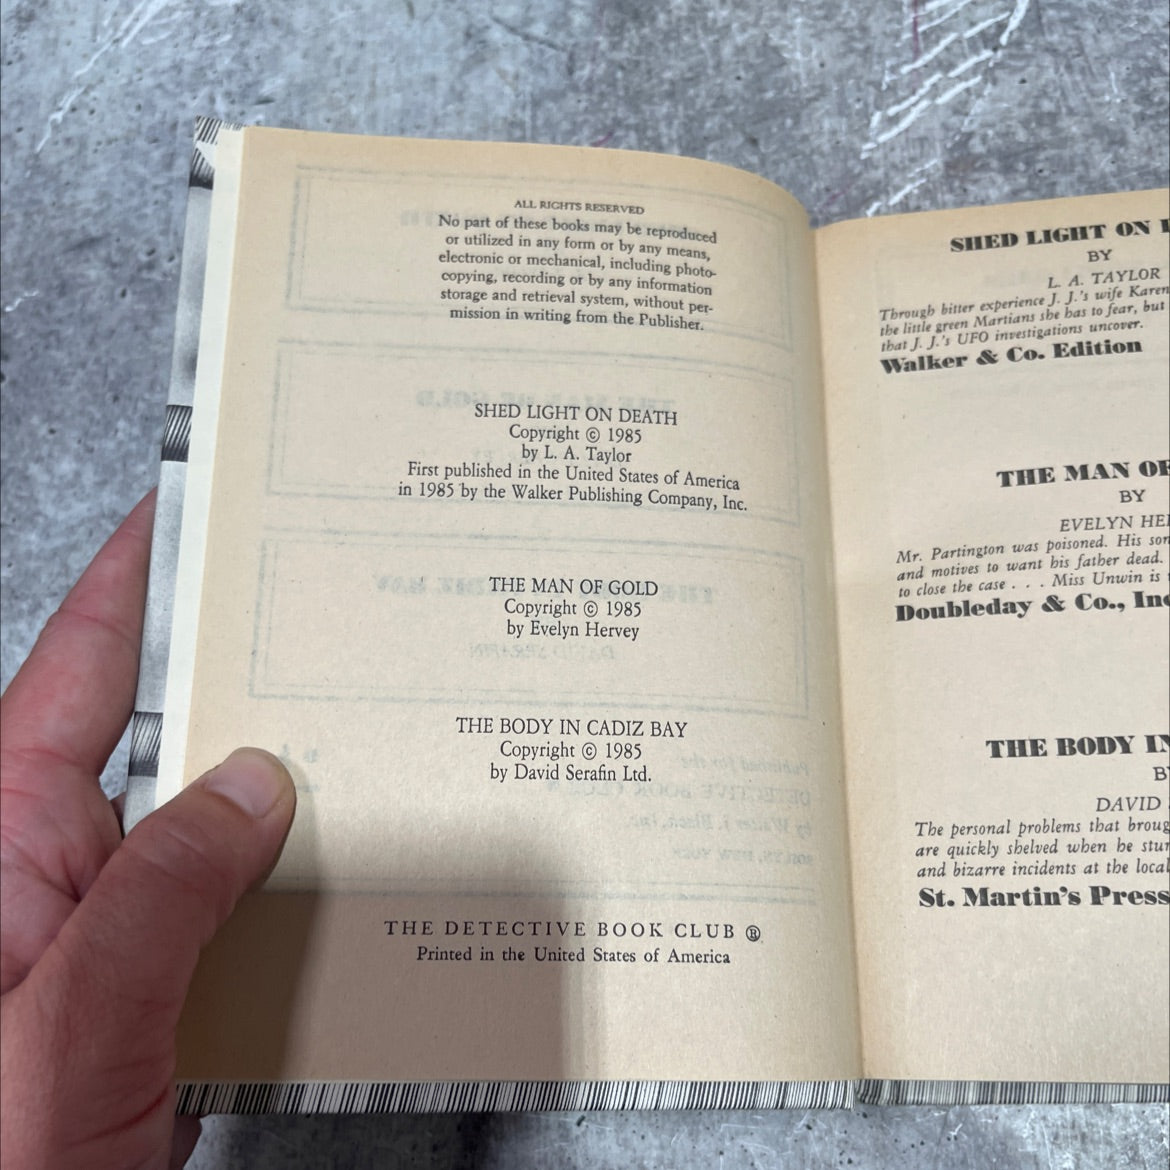 ALL RIGHTS RESERVED
No part of these books may be reproduced
or utilized in any form or by any means,
electronic or mechanical, including photo-
copying, recording or by any information
storage and retrieval system, without per-
mission in writing from the Publisher.
SHED LIGHT ON DEATH
Copyright © 1985
by L. A. Taylor
First published in the United States of America
in 1985 by the Walker Publishing Company, Inc.
THE MAN OF GOLD
Copyright © 1985
by Evelyn Hervey
THE BODY IN CADIZ BAY
Copyright © 1985
by David Serafin Ltd.
THE DETECTIVE BOOK CLUB ®
Printed in the United States of America
SHED LIGHT ON
BY
L. A. TAYLOR
Through bitter experience J. J.'s wife Karen
the little green Martians she has to fear, but
that J. J.'s UFO investigations uncover.
Walker & Co. Edition
THE MAN OF
BY
EVELYN
Mr. Partington was poisoned. His
and motives to want his father dead.
to close the case . . . Miss Unwin is
Doubleday & Co.,
THE BODY
DAVID
The personal problems that
are quickly shelved when he
and bizarre incidents at the local
St. Martin's Press